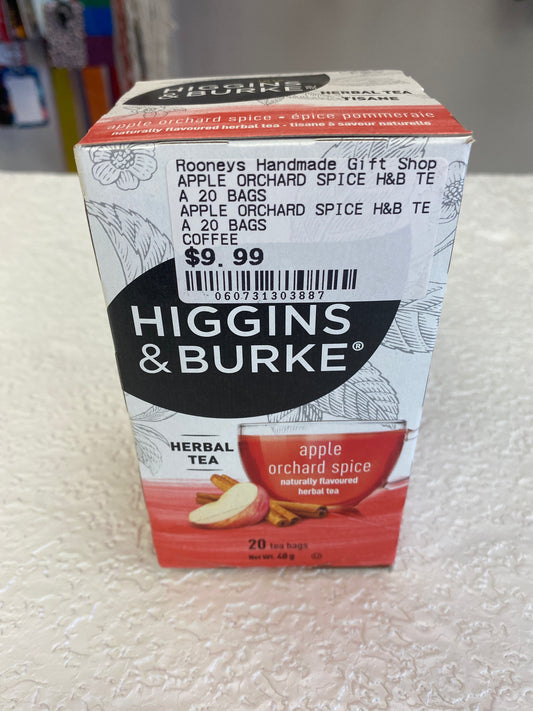 HIGGINS
& BURKE
HERBAL TEA
TISANE
apple orchard spice • épice pommeraie
naturally flavoured herbal tea - tisane à saveur naturelle
Rooneys Handmade Gift Shop
APPLE ORCHARD SPICE H&B TE
A 20 BAGS
APPLE ORCHARD SPICE H&B TE
A 20 BAGS
COFFEE
$9.99
060731303887
HIGGINS
& BURKE®
HERBAL
TEA
apple
orchard spice
naturally flavoured
herbal tea
20 tea bags
Net Wt. 40 g